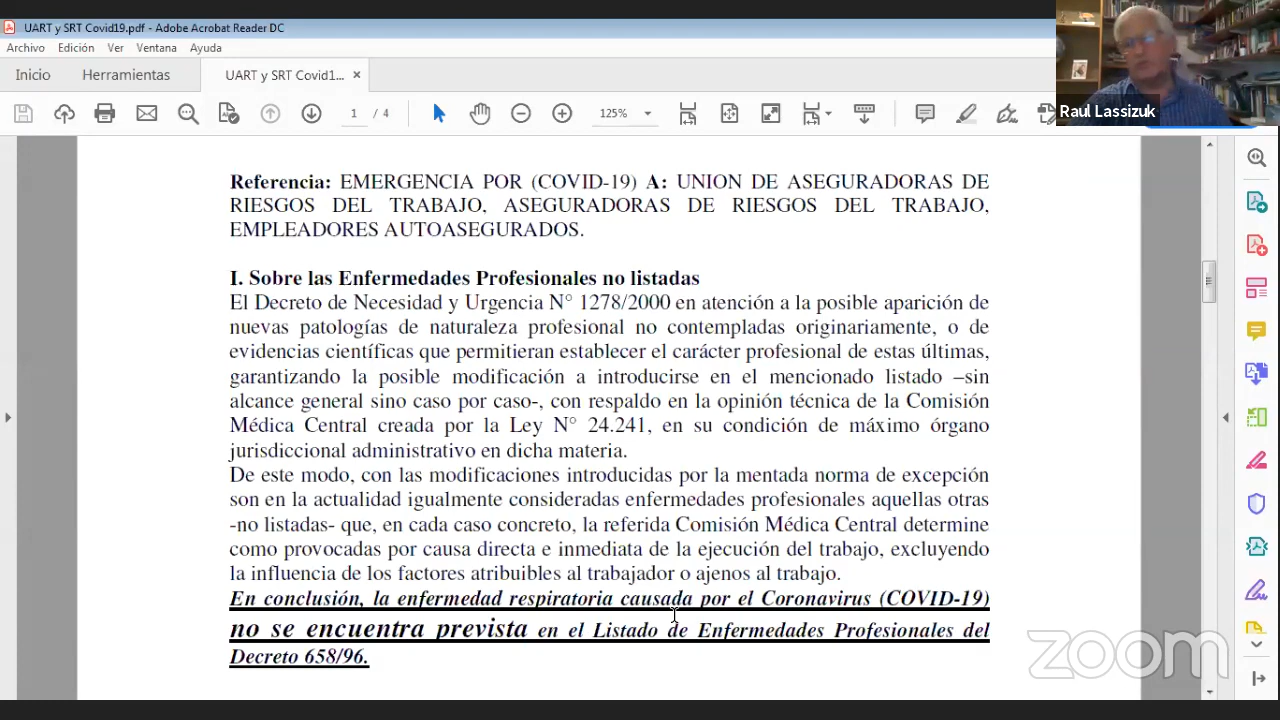 UART y SRT Covid19.pdf - Adobe Acrobat Reader DC
Archivo Edición Ver Ventana Ayuda
Inicio Herramientas UART y SRT Covid1... ×
1 / 4 125%
Raul Lassizuk
Referencia: EMERGENCIA POR (COVID-19) A: UNION DE ASEGURADORAS DE
RIESGOS DEL TRABAJO, ASEGURADORAS DE RIESGOS DEL TRABAJO,
EMPLEADORES AUTOASEGURADOS.
I. Sobre las Enfermedades Profesionales no listadas
El Decreto de Necesidad y Urgencia N° 1278/2000 en atención a la posible aparición de
nuevas patologías de naturaleza profesional no contempladas originariamente, o de
evidencias científicas que permitieran establecer el carácter profesional de estas últimas,
garantizando la posible modificación a introducirse en el mencionado listado –sin
alcance general sino caso por caso-, con respaldo en la opinión técnica de la Comisión
Médica Central creada por la Ley N° 24.241, en su condición de máximo órgano
jurisdiccional administrativo en dicha materia.
De este modo, con las modificaciones introducidas por la mentada norma de excepción
son en la actualidad igualmente consideradas enfermedades profesionales aquellas otras
-no listadas- que, en cada caso concreto, la referida Comisión Médica Central determine
como provocadas por causa directa e inmediata de la ejecución del trabajo, excluyendo
la influencia de los factores atribuibles al trabajador o ajenos al trabajo.
En conclusión, la enfermedad respiratoria causada por el Coronavirus (COVID-19)
no se encuentra prevista en el Listado de Enfermedades Profesionales del
Decreto 658/96.
zoom